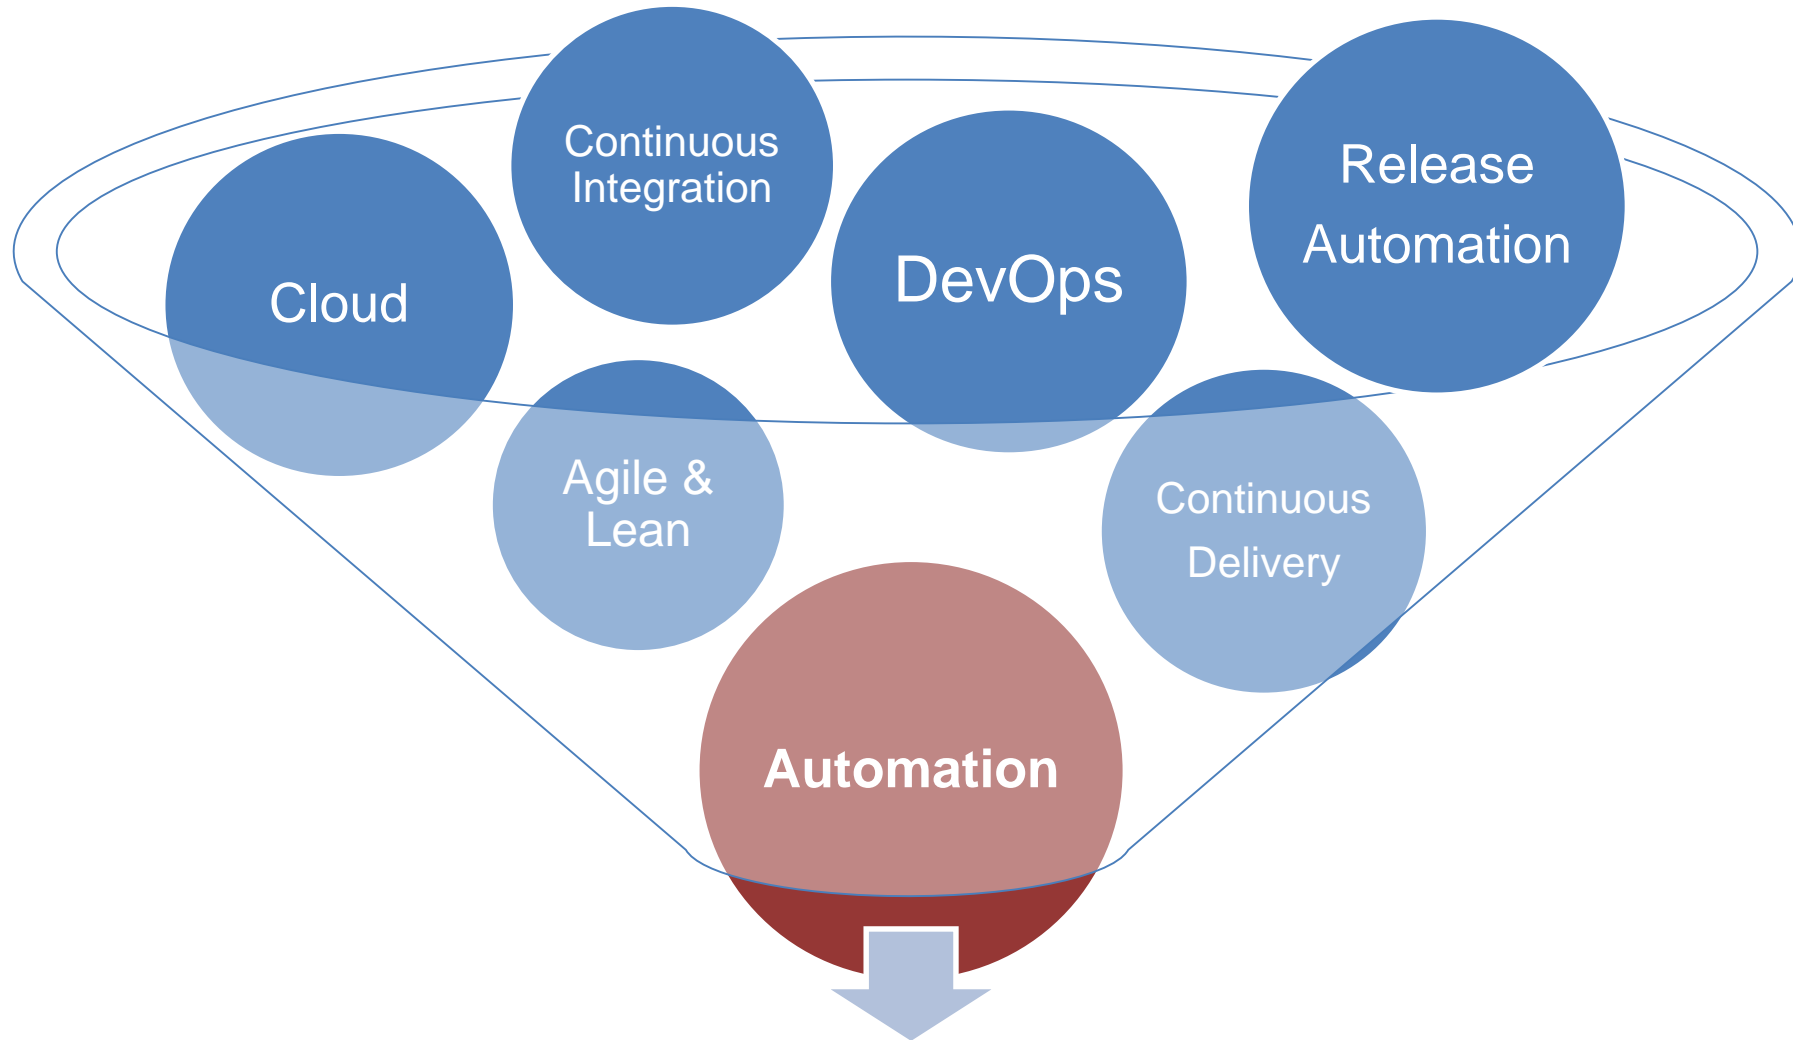 Continuous
Integration
Release
Automation
Cloud
DevOps
Agile &
Lean
Continuous
Delivery
Automation